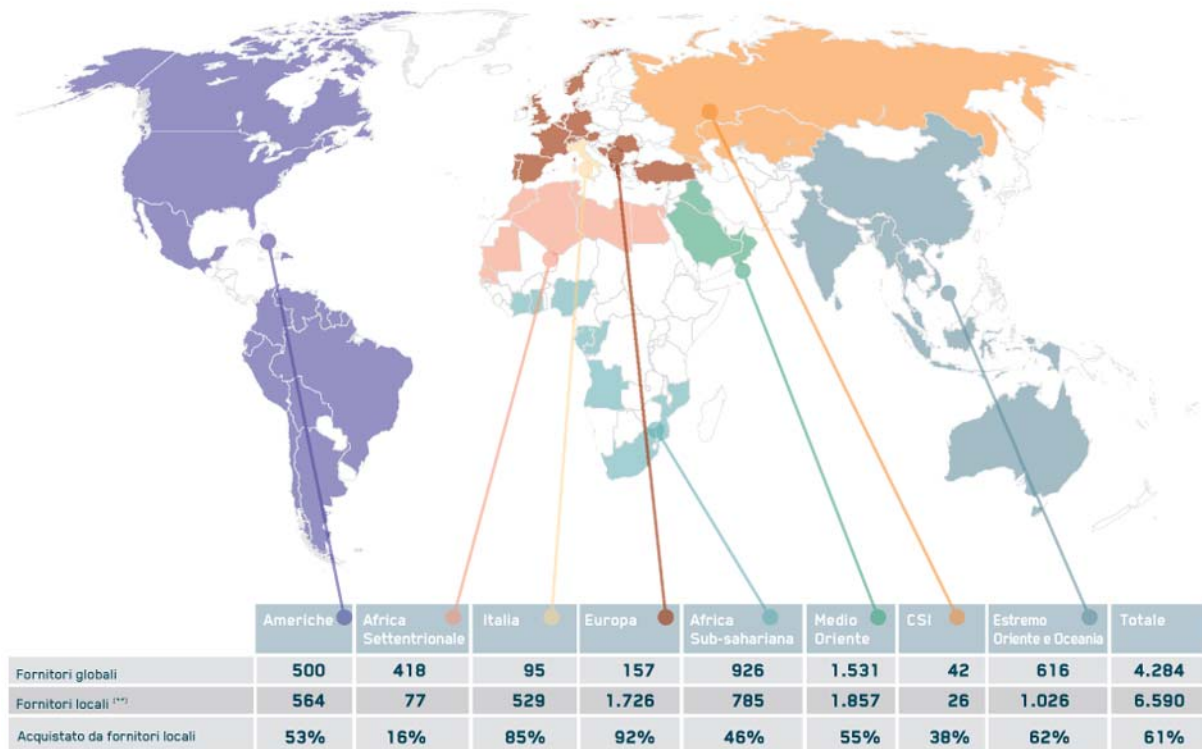 Americhe
Africa
Settentrionale
Italia
Europa
Africa
Sub-sahariana
Medio
Oriente
CSI
Estremo
Oriente e Oceania
Totale
Fornitori globali 500 418 95 157 926 1.531 42 616 4.284
Fornitori locali (**) 564 77 529 1.726 785 1.857 26 1.026 6.590
Acquistato da fornitori locali 53% 16% 85% 92% 46% 55% 38% 62% 61%